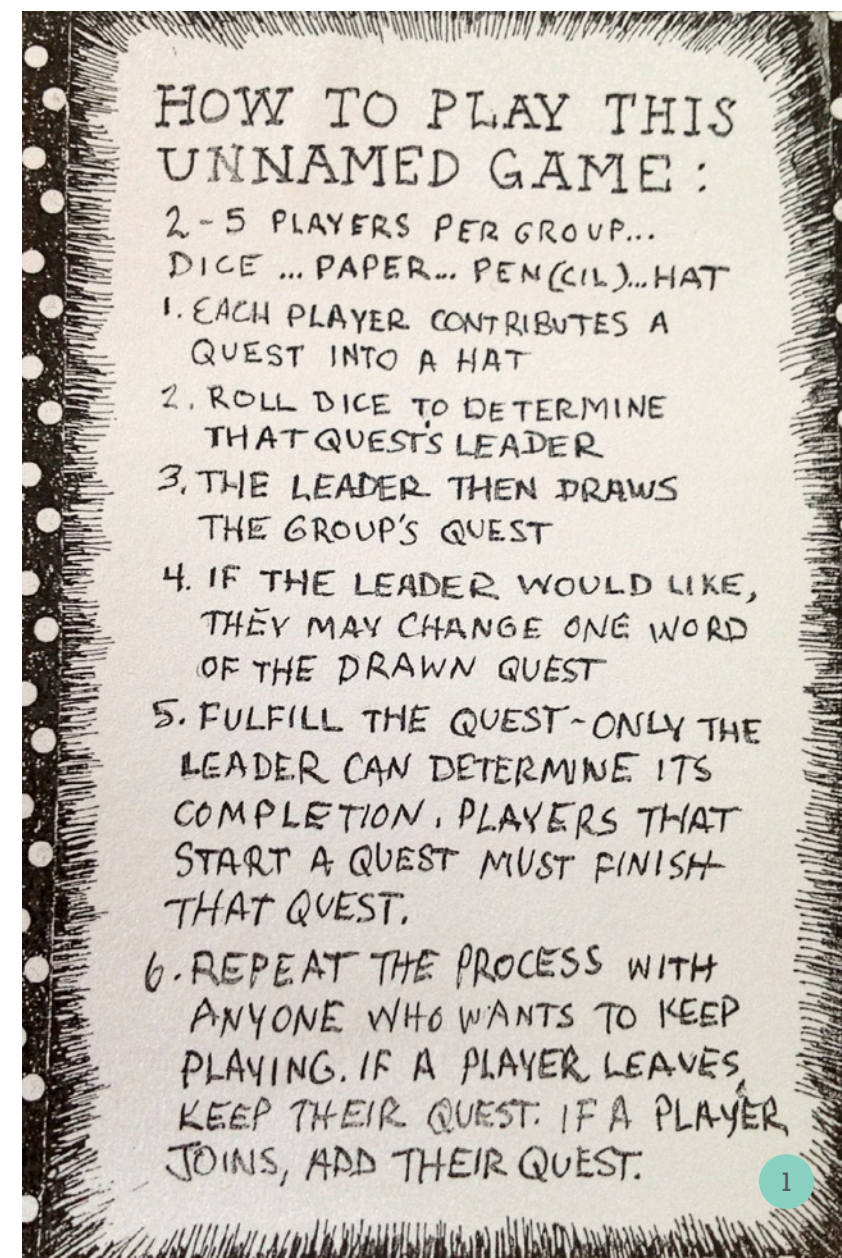 HOW TO PLAY THIS
UNNAMED GAME:
2-5 PLAYERS PER GROUP...
DICE ... PAPER... PEN(CIL)...HAT
1. EACH PLAYER CONTRIBUTES A
QUEST INTO A HAT
2. ROLL DICE TO DETERMINE
THAT QUEST'S LEADER
3. THE LEADER THEN DRAWS
THE GROUP'S QUEST
4. IF THE LEADER WOULD LIKE,
THEY MAY CHANGE ONE WORD
OF THE DRAWN QUEST
5. FULFILL THE QUEST-ONLY THE
LEADER CAN DETERMINE ITS
COMPLETION. PLAYERS THAT
START A QUEST MUST FINISH
THAT QUEST.
6. REPEAT THE PROCESS WITH
ANYONE WHO WANTS TO KEEP
PLAYING. IF A PLAYER LEAVES,
KEEP THEIR QUEST. IF A PLAYER
JOINS, ADD THEIR QUEST.
1